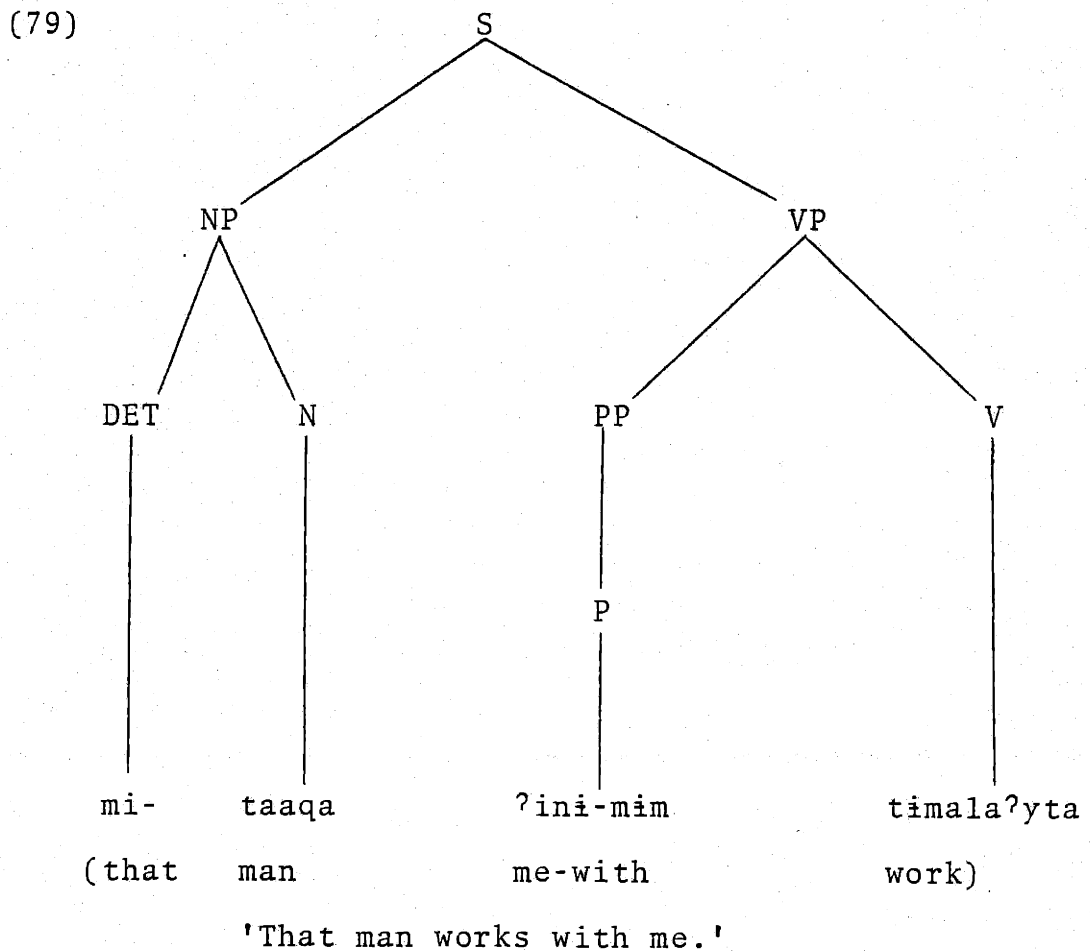 (79)
S
NP VP
DET N PP V
P
mi- taaqa ʔinɨ-mɨm tɨmalaʔyta
(that man me-with work)
'That man works with me.'